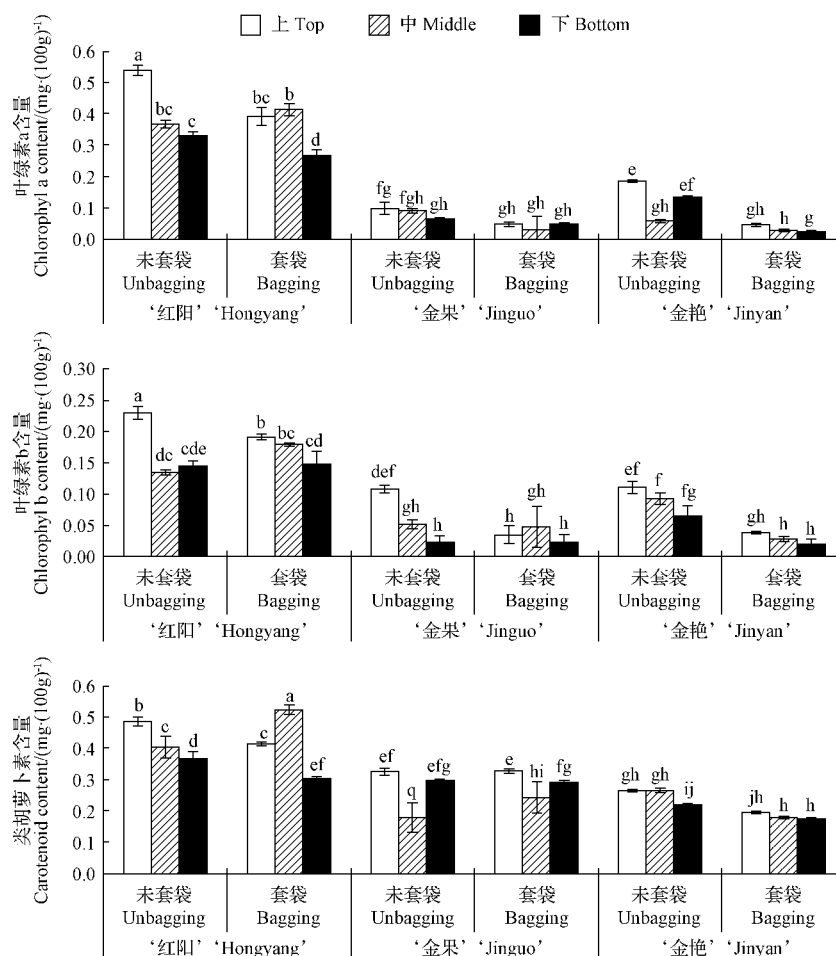 上 Top 中 Middle 下 Bottom
叶绿素a含量
Chlorophyl a content/(mg·(100g)⁻¹)
0.6
0.5
0.4
0.3
0.2
0.1
0.0
a
bc
c
bc
b
d
fg
fgh
gh
gh
gh
gh
e
gh
ef
gh
h
g
未套袋 套袋 未套袋 套袋 未套袋 套袋
Unbagging Bagging Unbagging Bagging Unbagging Bagging
‘红阳’ ‘Hongyang’ ‘金果’ ‘Jinguo’ ‘金艳’ ‘Jinyan’
叶绿素b含量
Chlorophyl b content/(mg·(100g)⁻¹)
0.30
0.25
0.20
0.15
0.10
0.05
0.00
a
dc
cde
b
bc
cd
def
gh
h
h
gh
h
ef
f
fg
gh
h
h
未套袋 套袋 未套袋 套袋 未套袋 套袋
Unbagging Bagging Unbagging Bagging Unbagging Bagging
‘红阳’ ‘Hongyang’ ‘金果’ ‘Jinguo’ ‘金艳’ ‘Jinyan’
类胡萝卜素含量
Carotenoid content/(mg·(100g)⁻¹)
0.6
0.5
0.4
0.3
0.2
0.1
0.0
b
c
d
c
a
ef
ef
q
efg
e
hi
fg
gh
gh
ij
jh
h
h
未套袋 套袋 未套袋 套袋 未套袋 套袋
Unbagging Bagging Unbagging Bagging Unbagging Bagging
‘红阳’ ‘Hongyang’ ‘金果’ ‘Jinguo’ ‘金艳’ ‘Jinyan’